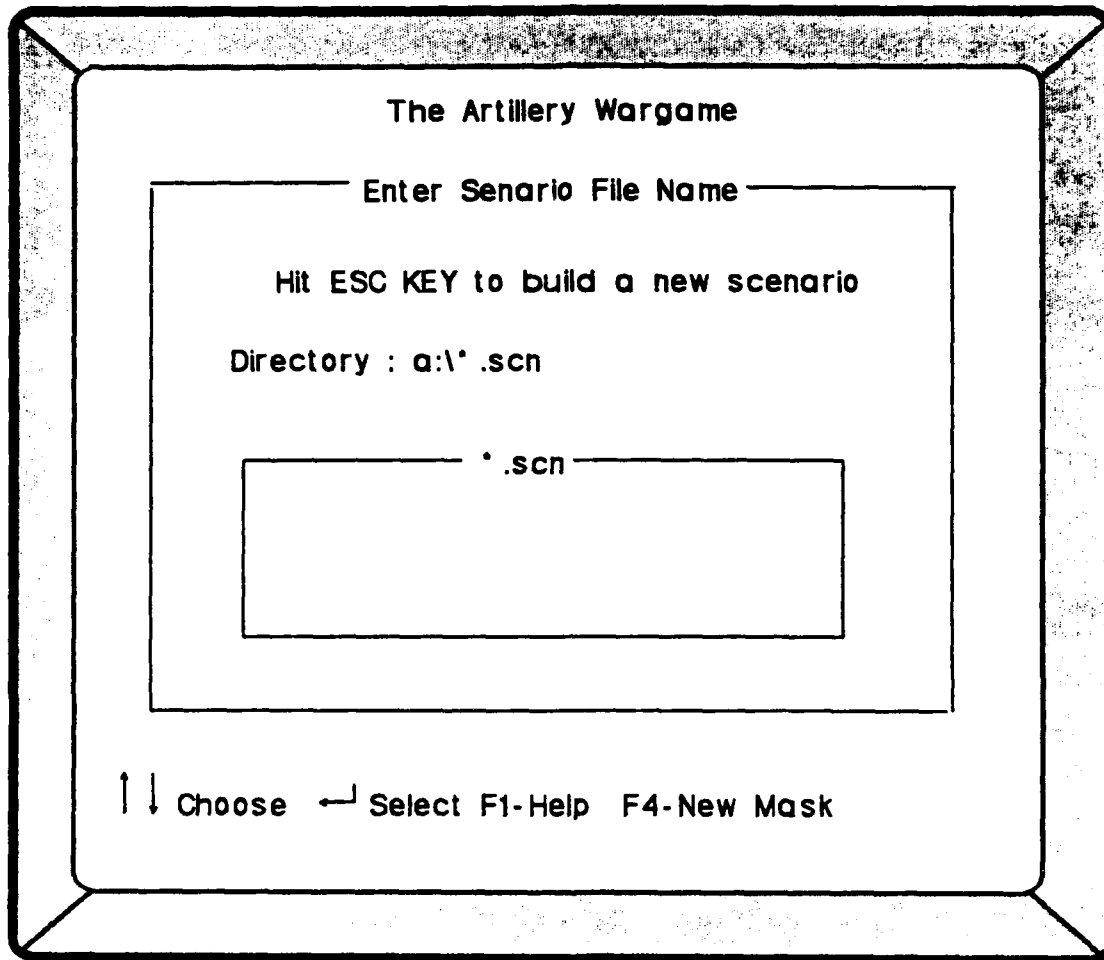 The Artillery Wargame
Enter Senario File Name
Hit ESC KEY to build a new scenario
Directory : a:\* .scn
* .scn
↑ ↓ Choose ↵ Select F1-Help F4-New Mask